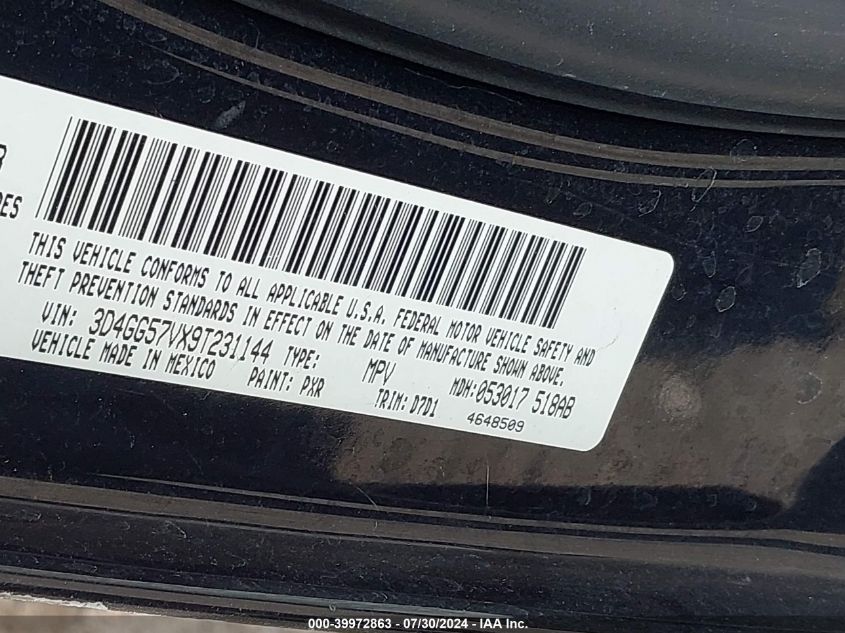 RES
THIS VEHICLE CONFORMS TO ALL APPLICABLE U.S.A. FEDERAL MOTOR VEHICLE SAFETY AND
THEFT PREVENTION STANDARDS IN EFFECT ON THE DATE OF MANUFACTURE SHOWN ABOVE.
VIN: 3D4GG57VX9T231144 TYPE: MPV MDH:053017 518AB
VEHICLE MADE IN MEXICO PAINT: PXR TRIM: D7D1 4648509
000-39972863 - 07/30/2024 - IAA Inc.